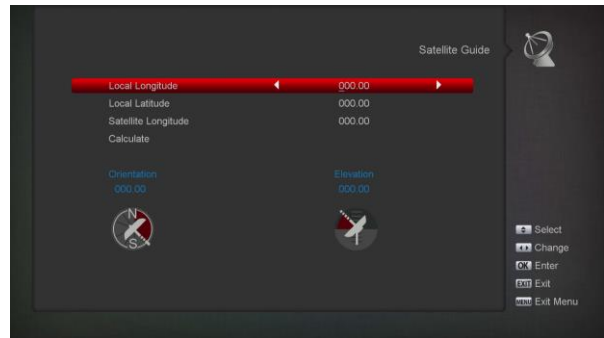 Satellite Guide
Local Longitude 000.00
Local Latitude 000.00
Satellite Longitude 000.00
Calculate
Orientation Elevation
000.00 000.00
N
S
Select
Change
OK Enter
EXIT Exit
MENU Exit Menu